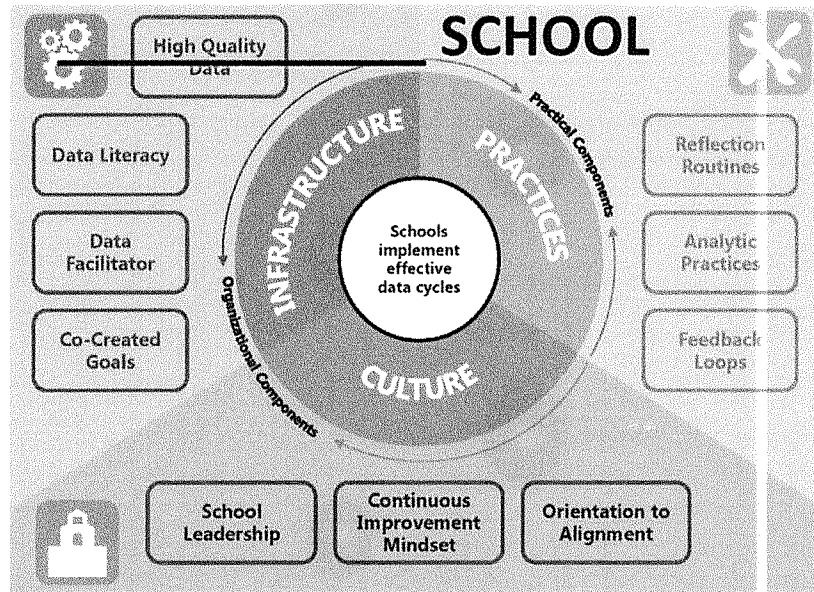 SCHOOL
High Quality
Data
Data Literacy
Data
Facilitator
Co-Created
Goals
INFRASTRUCTURE
PRACTICES
CULTURE
Practical Components
Organizational Components
Schools
implement
effective
data cycles
Reflection
Routines
Analytic
Practices
Feedback
Loops
School
Leadership
Continuous
Improvement
Mindset
Orientation to
Alignment